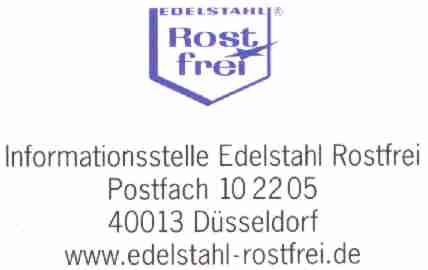 EDELSTAHL®
Rost
frei
Informationsstelle Edelstahl Rostfrei
Postfach 10 22 05
40013 Düsseldorf
www.edelstahl-rostfrei.de